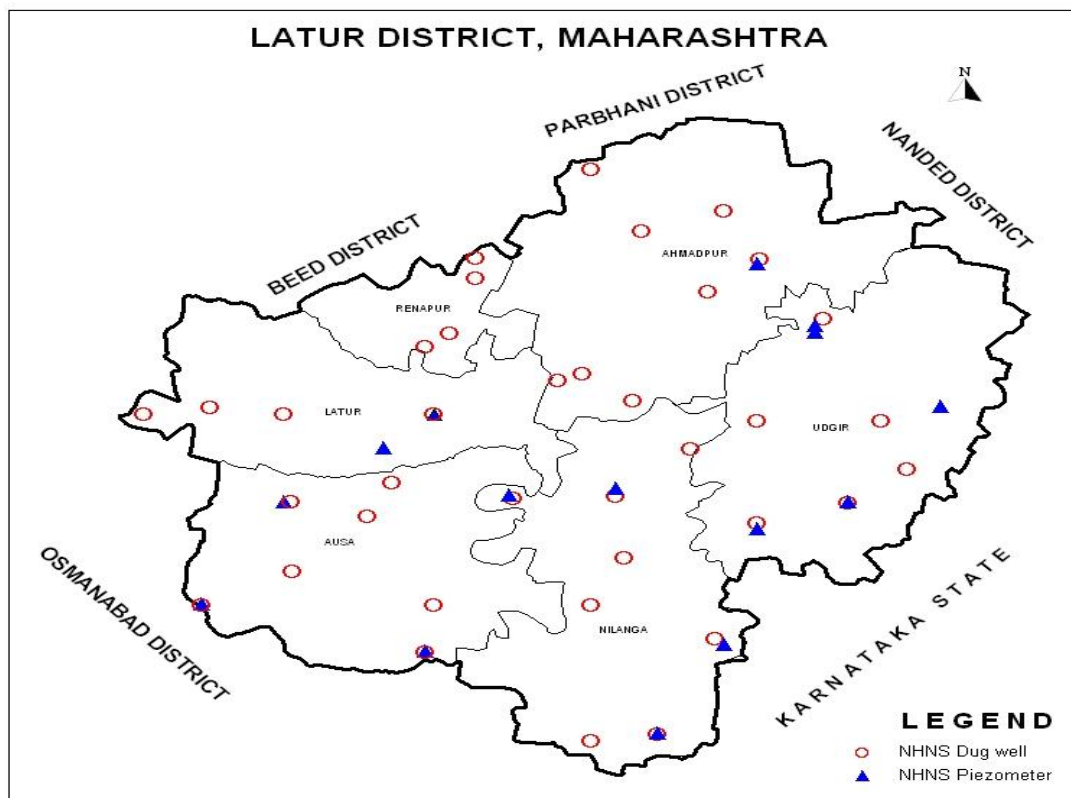 LATUR DISTRICT, MAHARASHTRA
N
PARBHANI DISTRICT
NANDED DISTRICT
BEED DISTRICT
AHMADPUR
RENAPUR
LATUR
UDGIR
AUSA
OSMANABAD DISTRICT
NILANGA
KARNATAKA STATE
LEGEND
NHNS Dug well
NHNS Piezometer